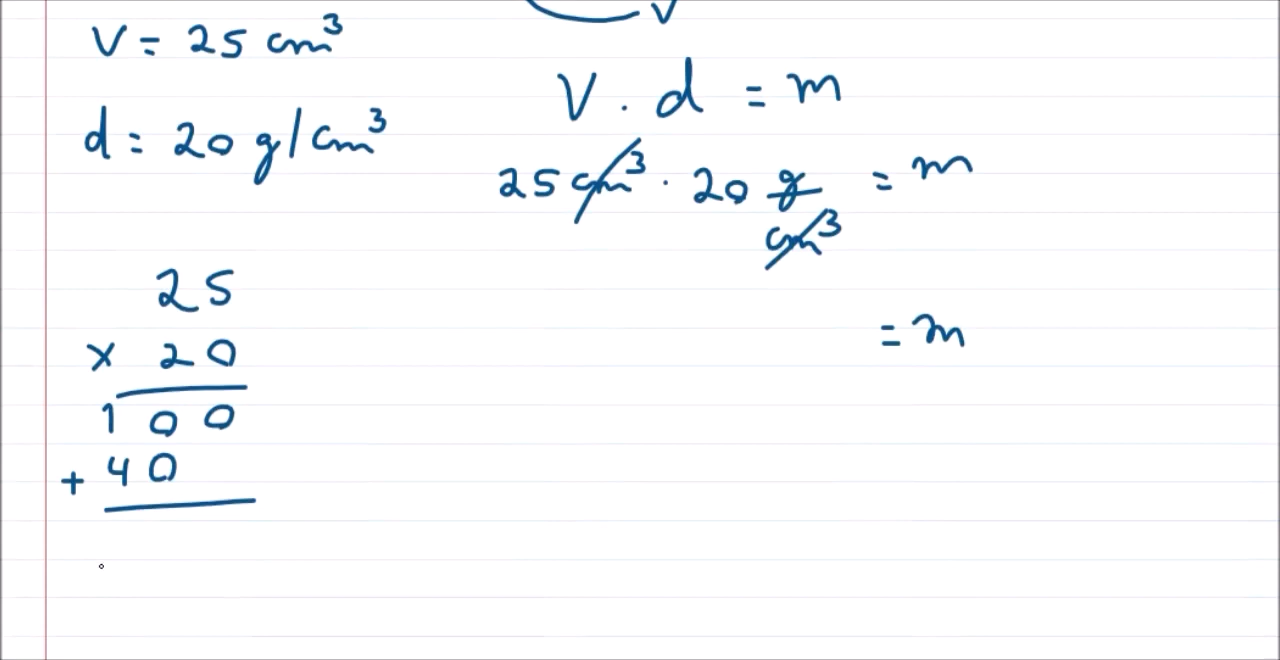 V
V = 25 cm³
V . d = m
d = 20 g/cm³
25 cm³ . 20 g = m
cm³
25
= m
x 20
100
+ 40